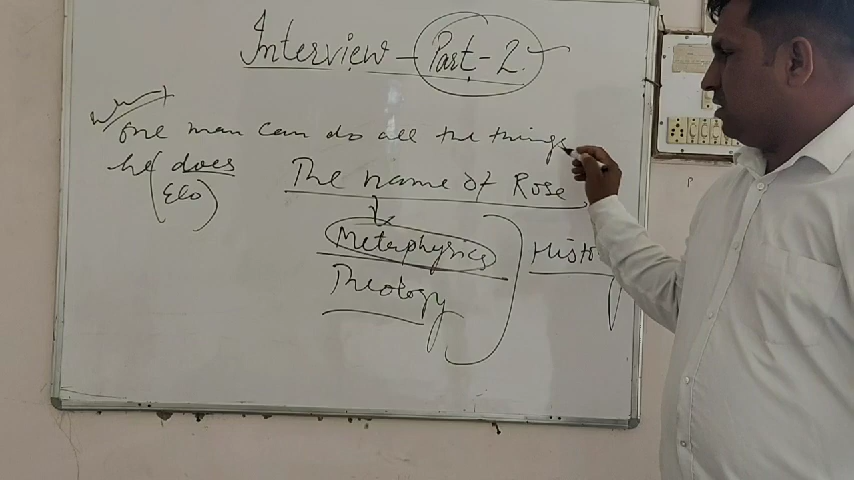 Interview - Part-2.
one man can do all the things
he does
(Eco)
The name of Rose
Metaphysics
Theology
Histo